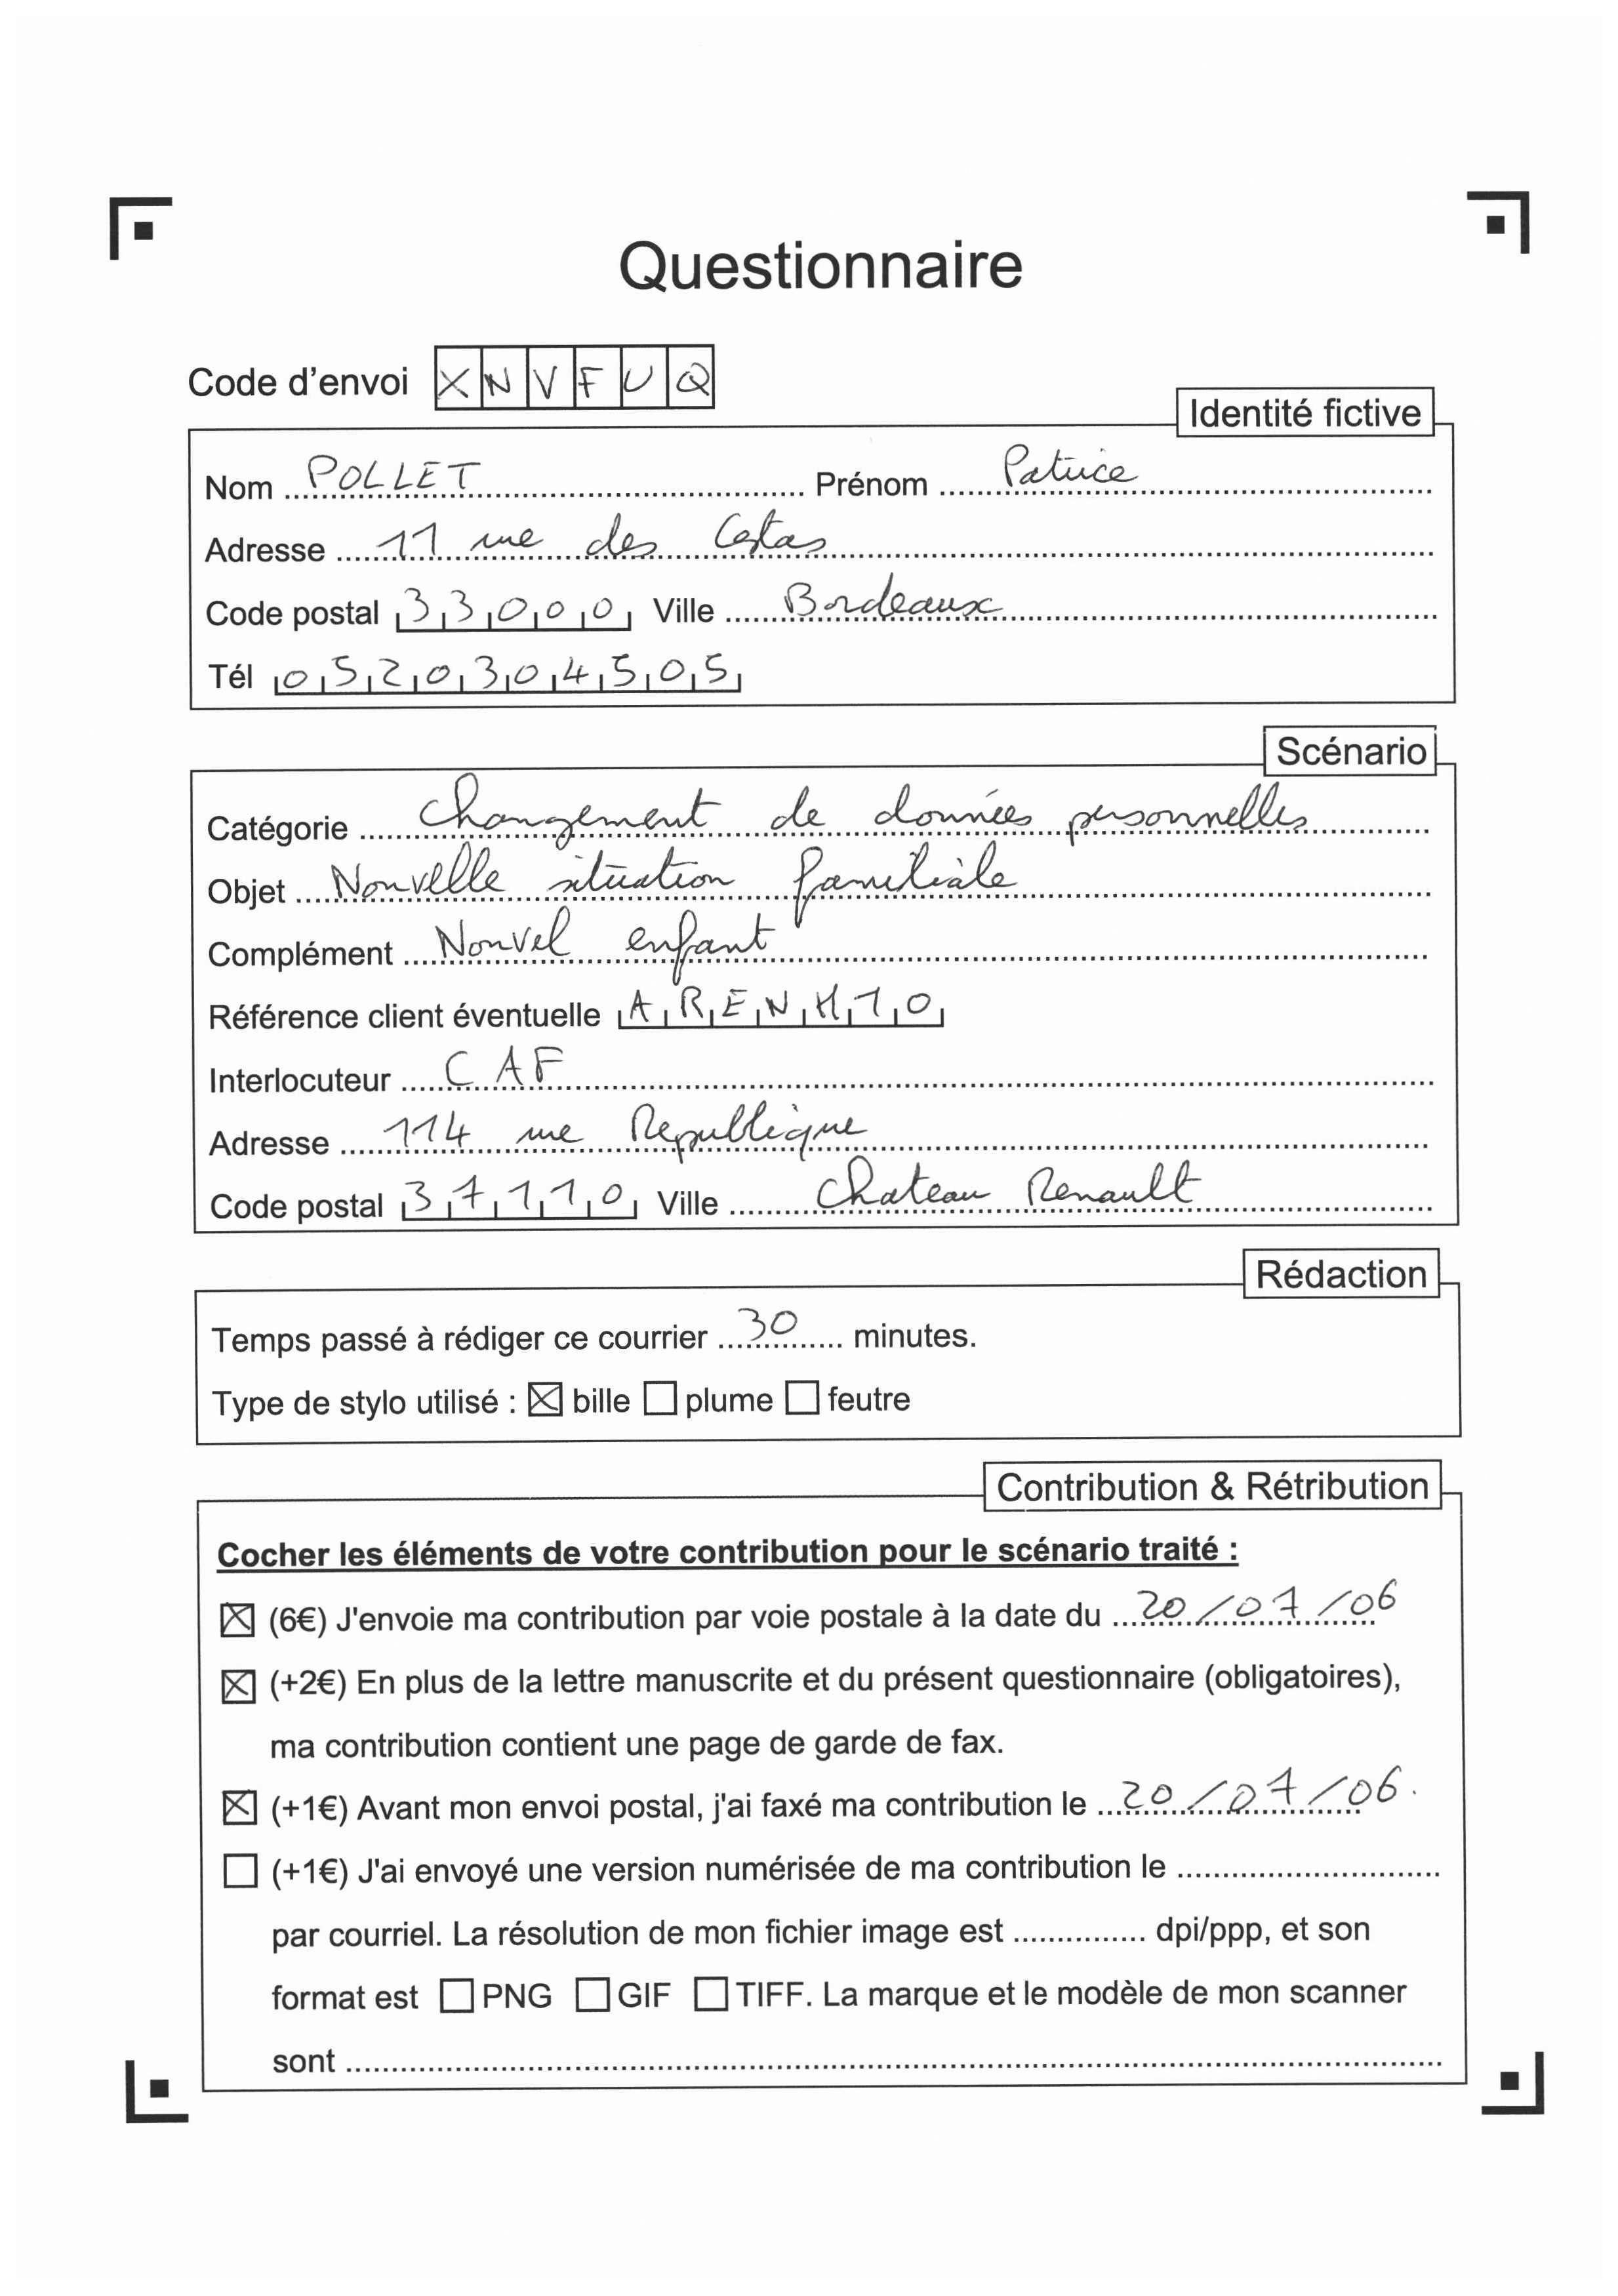 Questionnaire
Code d'envoi X N V F U Q
Identité fictive
Nom POLLET Prénom Patrice
Adresse 11 rue des Cestas
Code postal 33000 Ville Bordeaux
Tél 0520304505
Scénario
Catégorie Changement de données personnelles
Objet Nouvelle situation familiale
Complément Nouvel enfant
Référence client éventuelle
Interlocuteur CAF
Adresse 114 rue Republique
Code postal 37110 Ville Chateau Renault
Rédaction
Temps passé à rédiger ce courrier 30 minutes.
Type de stylo utilisé : ☒ bille ☐ plume ☐ feutre
Contribution & Rétribution
Cocher les éléments de votre contribution pour le scénario traité :
☒ (6€) J'envoie ma contribution par voie postale à la date du 20/07/06
☒ (+2€) En plus de la lettre manuscrite et du présent questionnaire (obligatoires),
ma contribution contient une page de garde de fax.
☒ (+1€) Avant mon envoi postal, j'ai faxé ma contribution le 20/07/06.
☐ (+1€) J'ai envoyé une version numérisée de ma contribution le
par courriel. La résolution de mon fichier image est .............. dpi/ppp, et son
format est ☐ PNG ☐ GIF ☐ TIFF. La marque et le modèle de mon scanner
sont